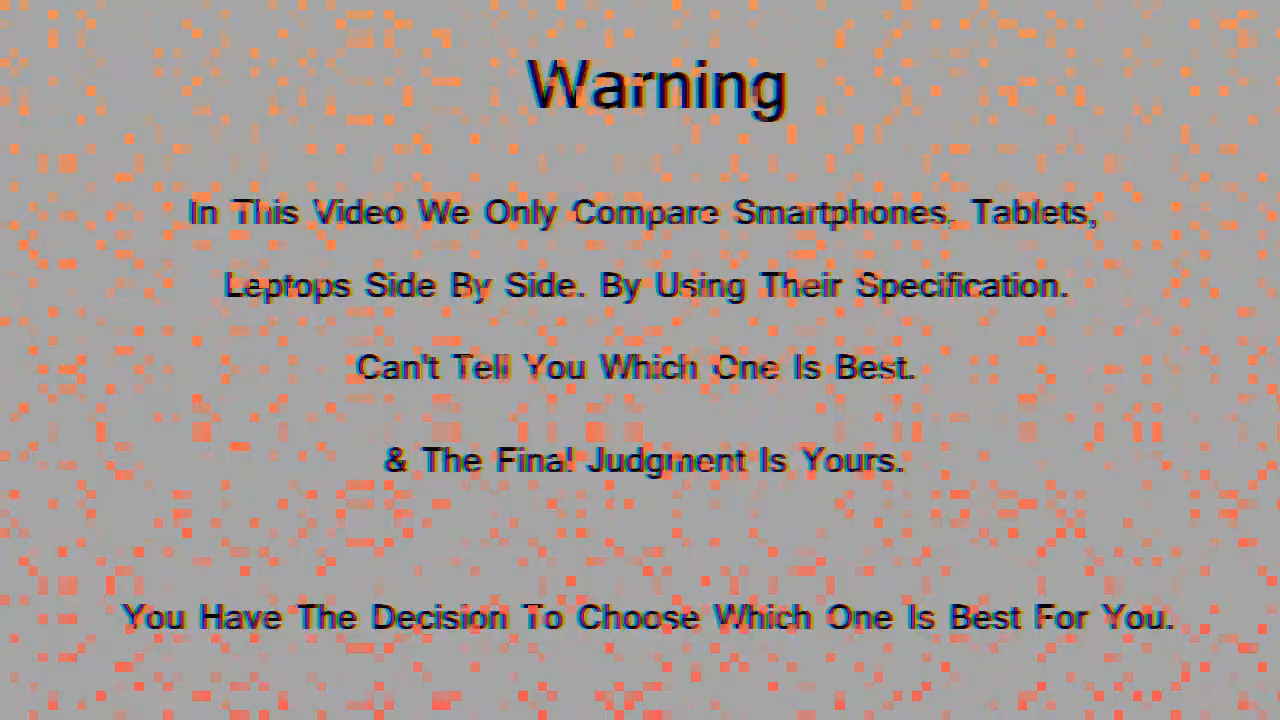 Warning
In This Video We Only Compare Smartphones, Tablets,
Leptops Side By Side. By Using Their Specification.
Can't Tell You Which One Is Best.
& The Final Judgment Is Yours.
You Have The Decision To Choose Which One Is Best For You.